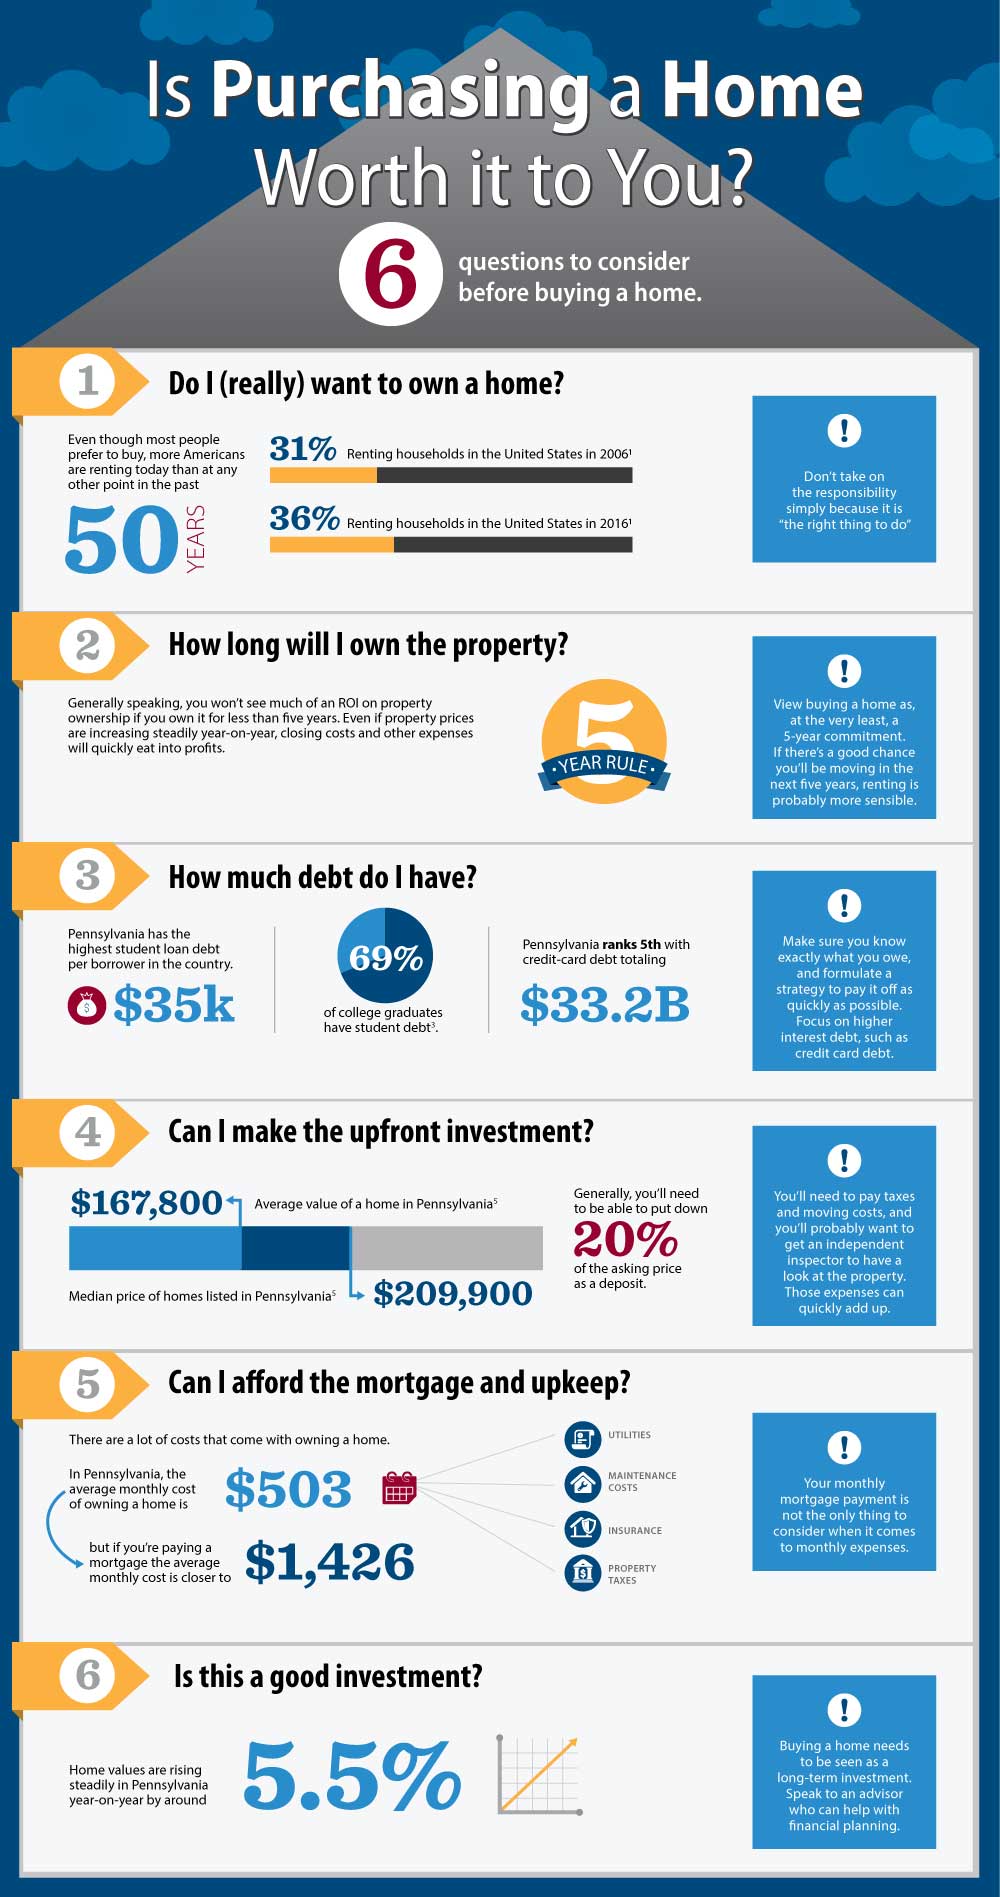 Is Purchasing a Home
Worth it to You?
6
questions to consider
before buying a home.
1
Do I (really) want to own a home?
Even though most people
prefer to buy, more Americans
are renting today than at any
other point in the past
50
YEARS
31% Renting households in the United States in 2006¹
36% Renting households in the United States in 2016¹
!
Don't take on
the responsibility
simply because it is
“the right thing to do”
2
How long will I own the property?
Generally speaking, you won't see much of an ROI on property
ownership if you own it for less than five years. Even if property prices
are increasing steadily year-on-year, closing costs and other expenses
will quickly eat into profits.
5
· YEAR RULE ·
!
View buying a home as,
at the very least, a
5-year commitment.
If there's a good chance
you'll be moving in the
next five years, renting is
probably more sensible.
3
How much debt do I have?
Pennsylvania has the
highest student loan debt
per borrower in the country.
$
$35k
69%
of college graduates
have student debt³.
Pennsylvania ranks 5th with
credit-card debt totaling
$33.2B
!
Make sure you know
exactly what you owe,
and formulate a
strategy to pay it off as
quickly as possible.
Focus on higher
interest debt, such as
credit card debt.
4
Can I make the upfront investment?
$167,800
Average value of a home in Pennsylvania⁵
Median price of homes listed in Pennsylvania⁵
$209,900
Generally, you'll need
to be able to put down
20%
of the asking price
as a deposit.
!
You'll need to pay taxes
and moving costs, and
you'll probably want to
get an independent
inspector to have a
look at the property.
Those expenses can
quickly add up.
5
Can I afford the mortgage and upkeep?
There are a lot of costs that come with owning a home.
In Pennsylvania, the
average monthly cost
of owning a home is
$503
but if you're paying a
mortgage the average
monthly cost is closer to
$1,426
UTILITIES
MAINTENANCE
COSTS
INSURANCE
$
PROPERTY
TAXES
!
Your monthly
mortgage payment is
not the only thing to
consider when it comes
to monthly expenses.
6
Is this a good investment?
Home values are rising
steadily in Pennsylvania
year-on-year by around
5.5%
!
Buying a home needs
to be seen as a
long-term investment.
Speak to an advisor
who can help with
financial planning.